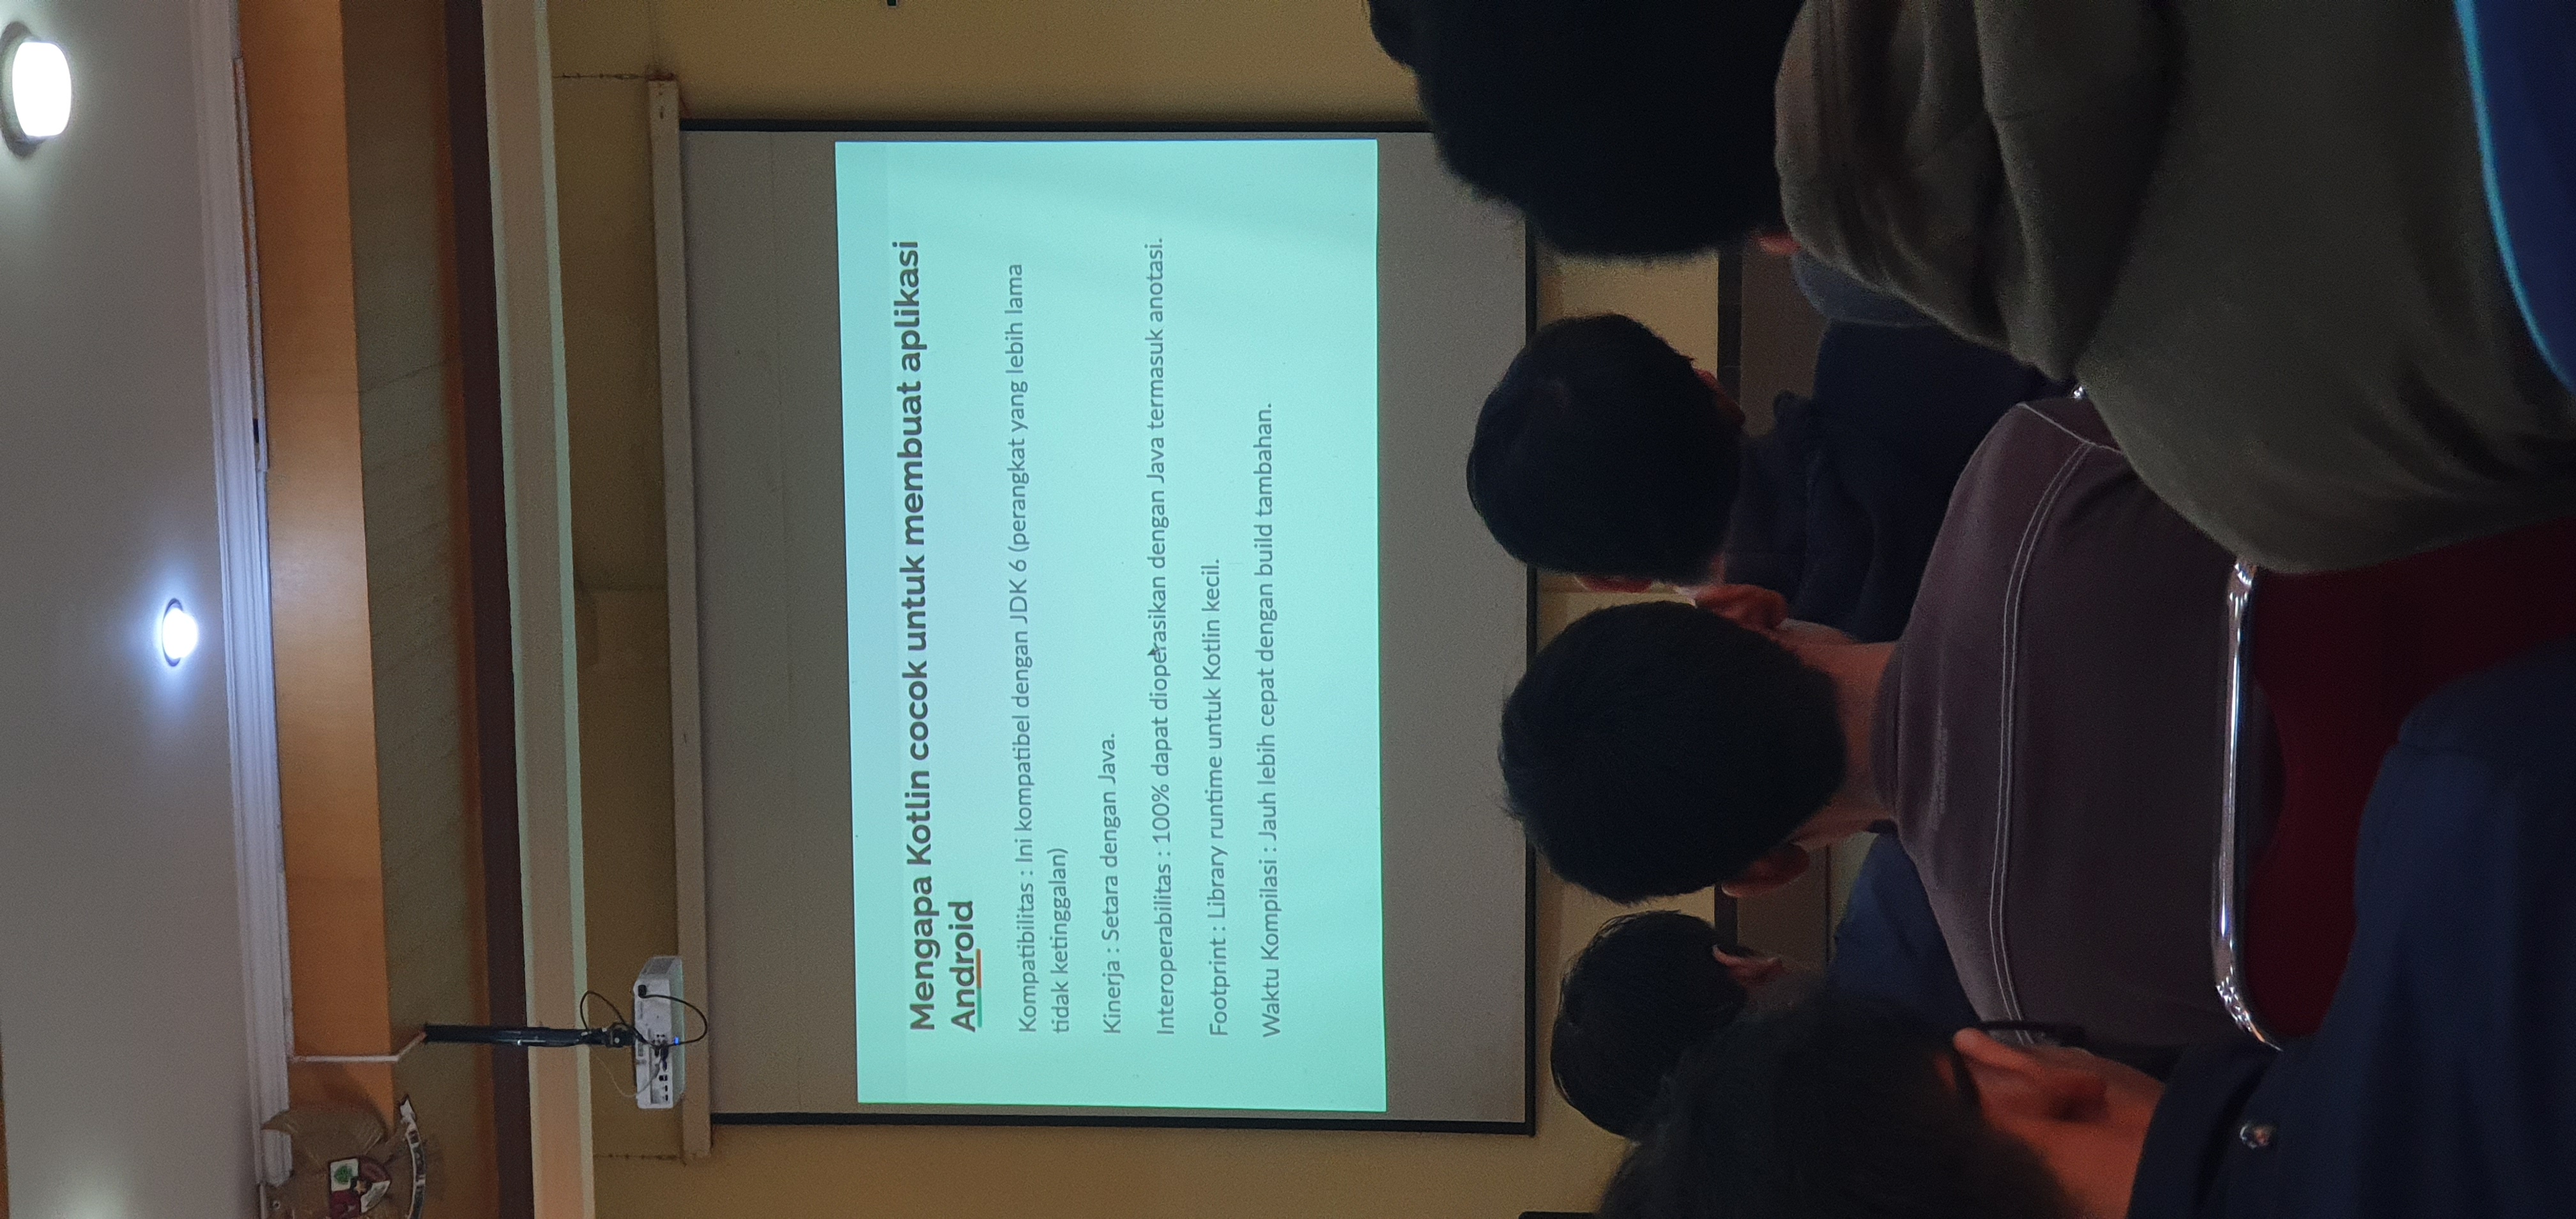 Mengapa Kotlin cocok untuk membuat aplikasi
Android
Kompatibilitas : Ini kompatibel dengan JDK 6 (perangkat yang lebih lama
tidak ketinggalan)
Kinerja : Setara dengan Java.
Interoperabilitas : 100% dapat dioperasikan dengan Java termasuk anotasi.
Footprint : Library runtime untuk Kotlin kecil.
Waktu Kompilasi : Jauh lebih cepat dengan build tambahan.